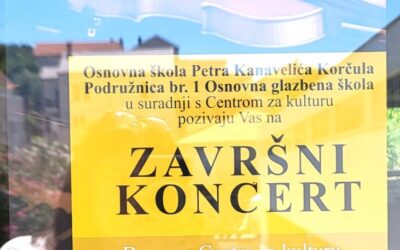 Osnovna škola Petra Kanavelića Korčula
Podružnica br. 1 Osnovna glazbena škola
u suradnji s Centrom za kulturu
pozivaju Vas na
ZAVRŠNI
KONCERT